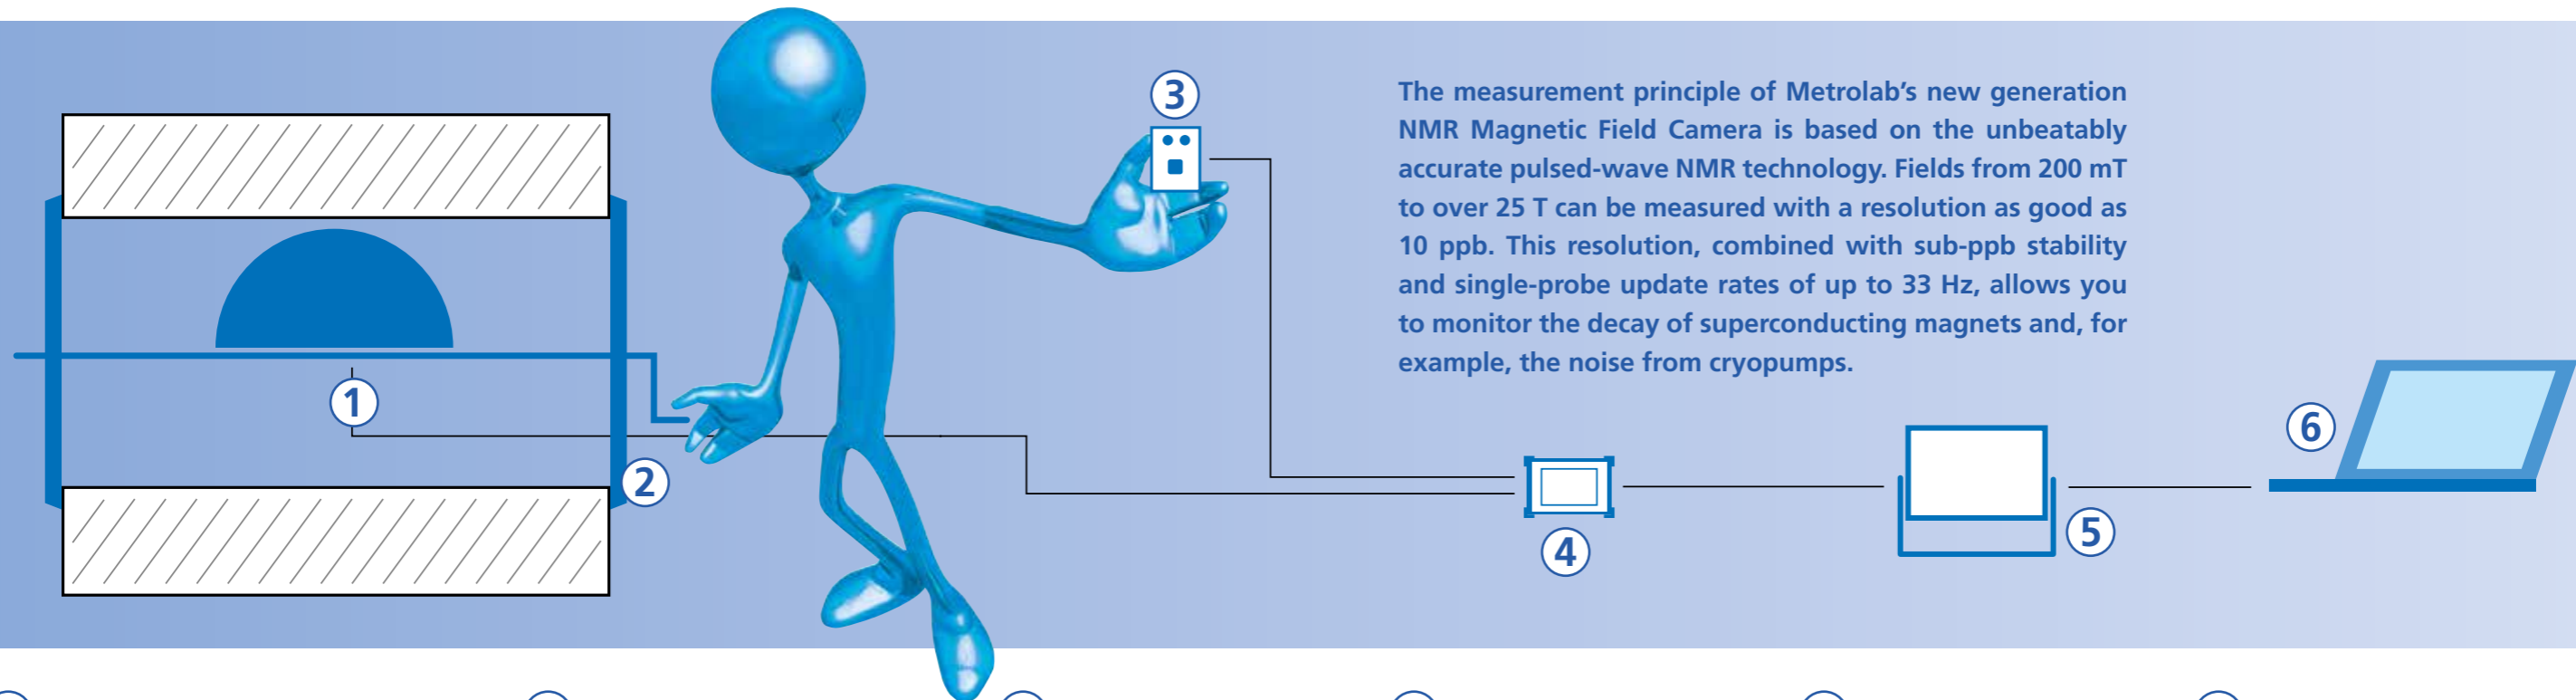 3
The measurement principle of Metrolab's new generation
NMR Magnetic Field Camera is based on the unbeatably
accurate pulsed-wave NMR technology. Fields from 200 mT
to over 25 T can be measured with a resolution as good as
10 ppb. This resolution, combined with sub-ppb stability
and single-probe update rates of up to 33 Hz, allows you
to monitor the decay of superconducting magnets and, for
example, the noise from cryopumps.
1
2
4
5
6